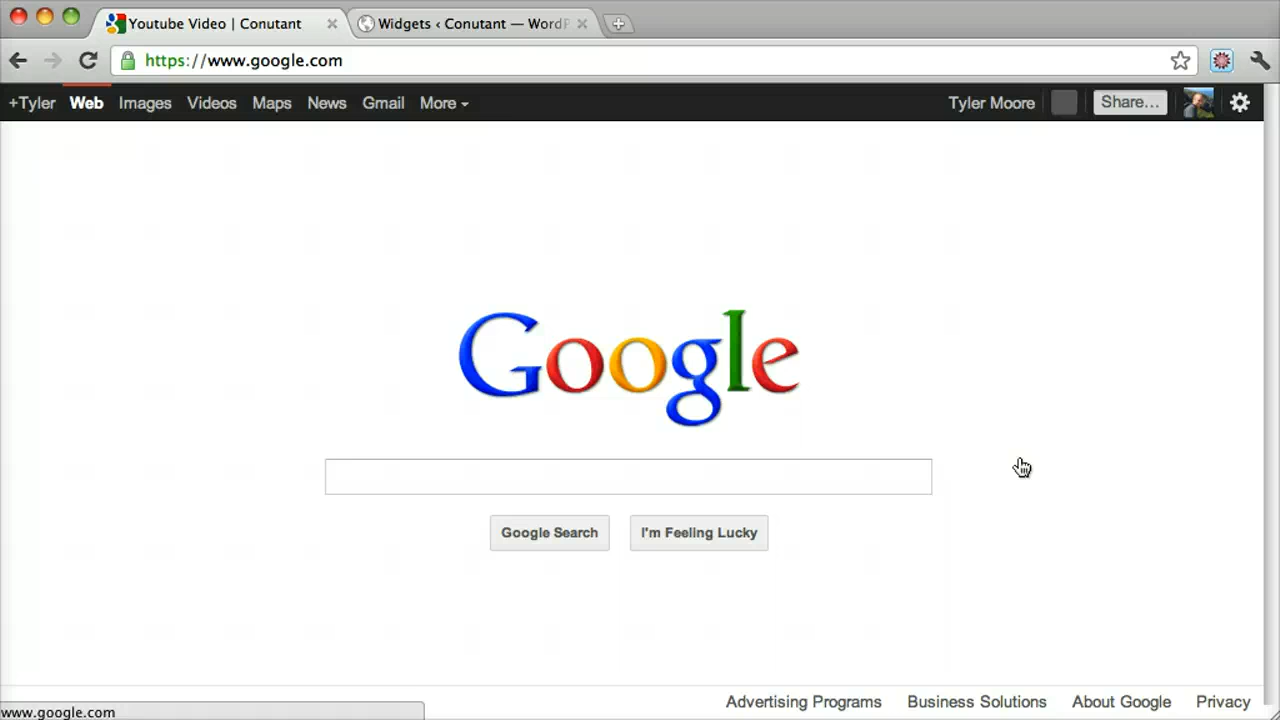 Youtube Video | Conutant
Widgets ‹ Conutant — WordP
https://www.google.com
+Tyler Web Images Videos Maps News Gmail More
Tyler Moore Share...
Google
Google Search I'm Feeling Lucky
Advertising Programs Business Solutions About Google Privacy
www.google.com